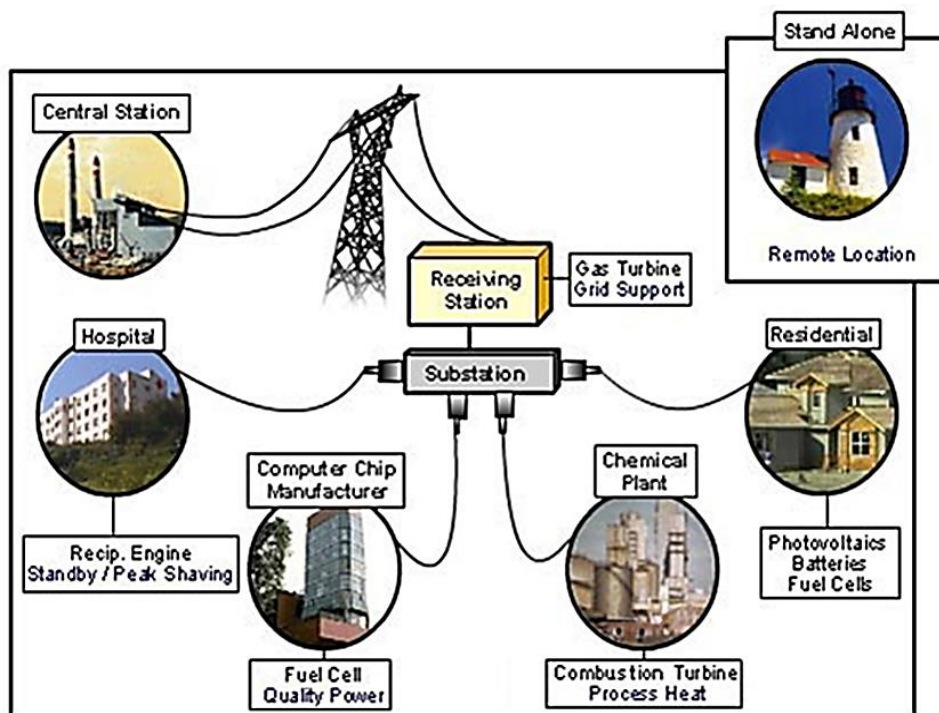 Stand Alone
Central Station
Remote Location
Receiving
Station
Gas Turbine
Grid Support
Hospital
Substation
Residential
Computer Chip
Manufacturer
Chemical
Plant
Recip. Engine
Standby / Peak Shaving
Photovoltaics
Batteries
Fuel Cells
Fuel Cell
Quality Power
Combustion Turbine
Process Heat